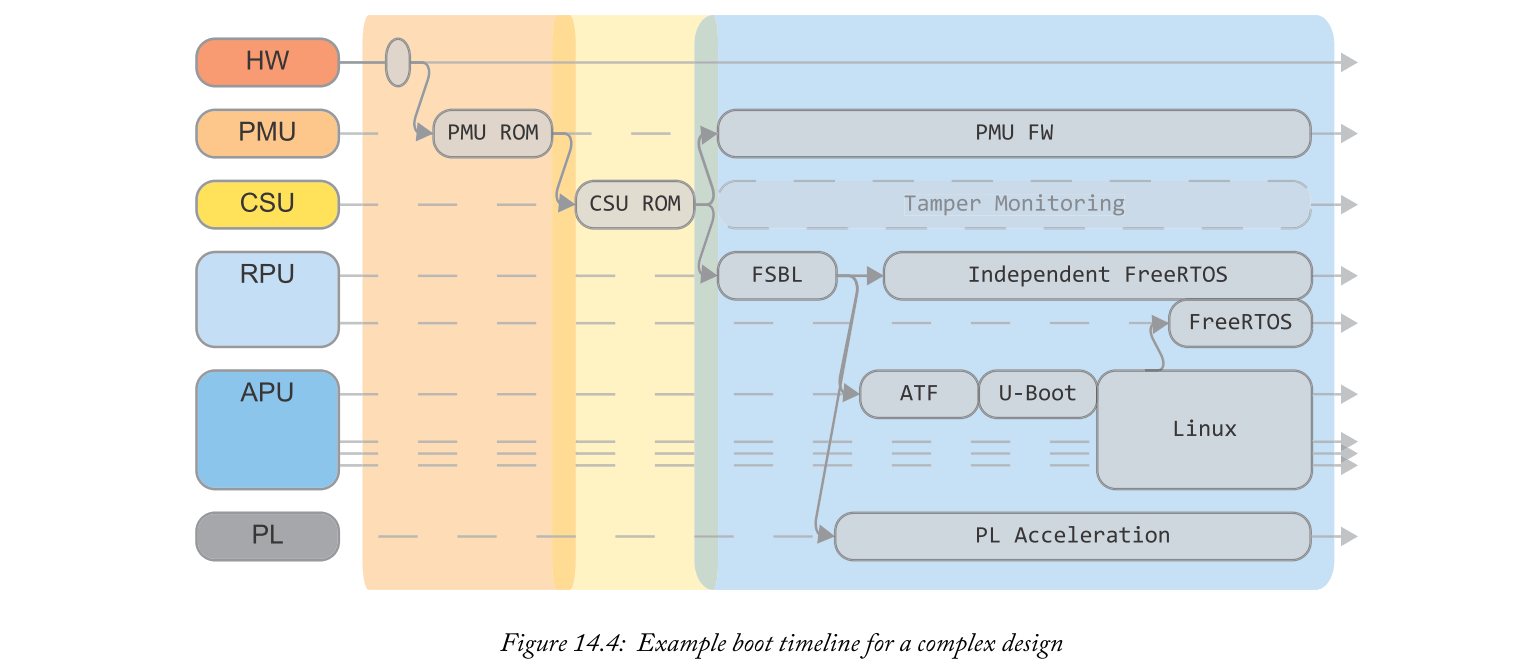 HW
PMU
PMU ROM
PMU FW
CSU
CSU ROM
Tamper Monitoring
RPU
FSBL
Independent FreeRTOS
FreeRTOS
APU
ATF
U-Boot
Linux
PL
PL Acceleration
Figure 14.4: Example boot timeline for a complex design